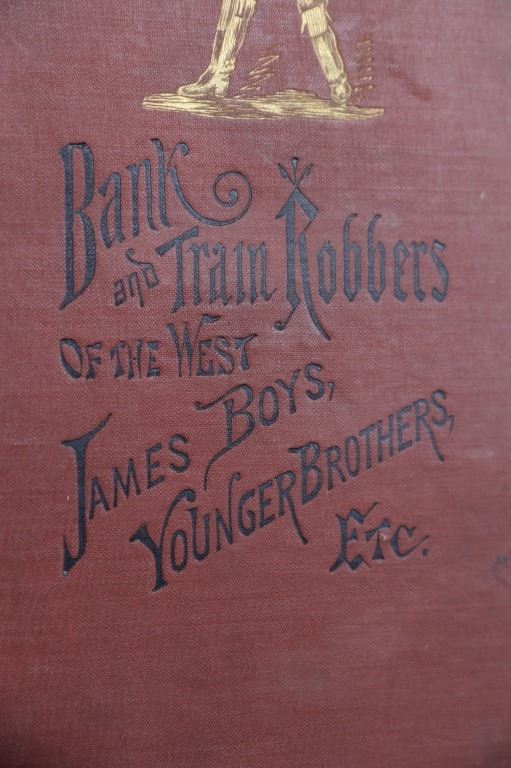 Bank
and Train Robbers
OF THE WEST
JAMES BOYS,
YOUNGER BROTHERS,
ETC.